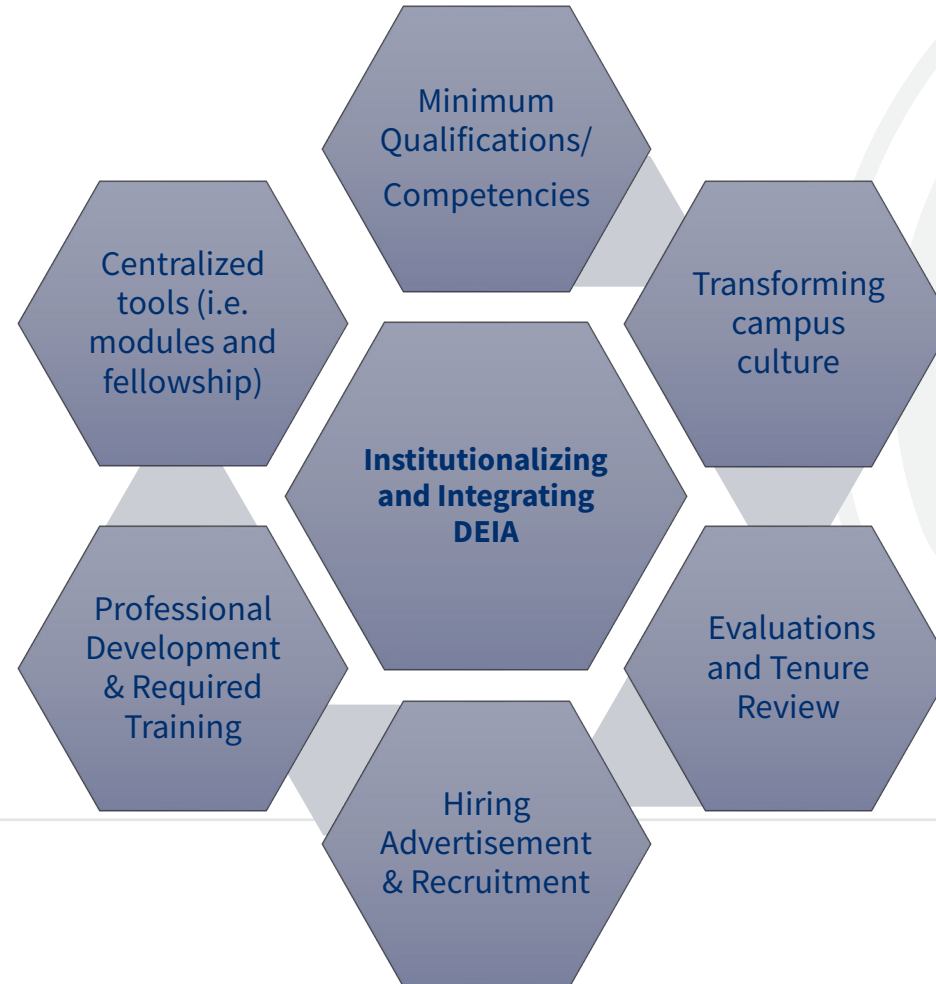 Minimum
Qualifications/
Competencies
Transforming
campus
culture
Evaluations
and Tenure
Review
Hiring
Advertisement
& Recruitment
Professional
Development
& Required
Training
Centralized
tools (i.e.
modules and
fellowship)
Institutionalizing
and Integrating
DEIA